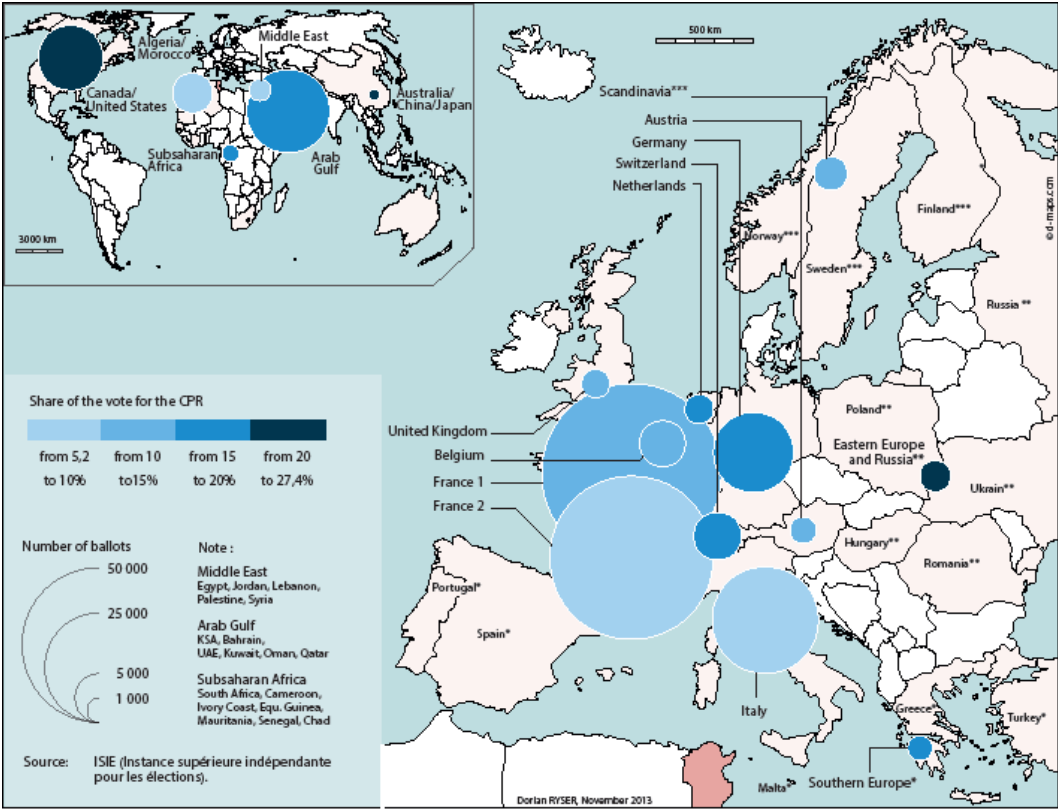 Algeria/
Morocco
Middle East
Canada/
United States
Australia/
China/Japan
Subsaharan
Africa
Arab
Gulf
3000 km
500 km
Scandinavia***
Austria
Germany
Switzerland
Netherlands
Norway***
Sweden***
Finland***
Russia **
© d-maps.com
Share of the vote for the CPR
from 5,2
to 10%
from 10
to15%
from 15
to 20%
from 20
to 27,4%
United Kingdom
Belgium
France 1
France 2
Poland**
Eastern Europe
and Russia**
Ukrain**
Hungary**
Romania**
Portugal*
Spain*
Italy
Greece*
Turkey*
Malta*
Southern Europe*
Number of ballots
50 000
25 000
5 000
1 000
Note :
Middle East
Egypt, Jordan, Lebanon,
Palestine, Syria
Arab Gulf
KSA, Bahrain,
UAE, Kuwait, Oman, Qatar
Subsaharan Africa
South Africa, Cameroon,
Ivory Coast, Equ. Guinea,
Mauritania, Senegal, Chad
Source: ISIE (Instance supérieure indépendante
pour les élections).
Dorian RYSER, November 2013